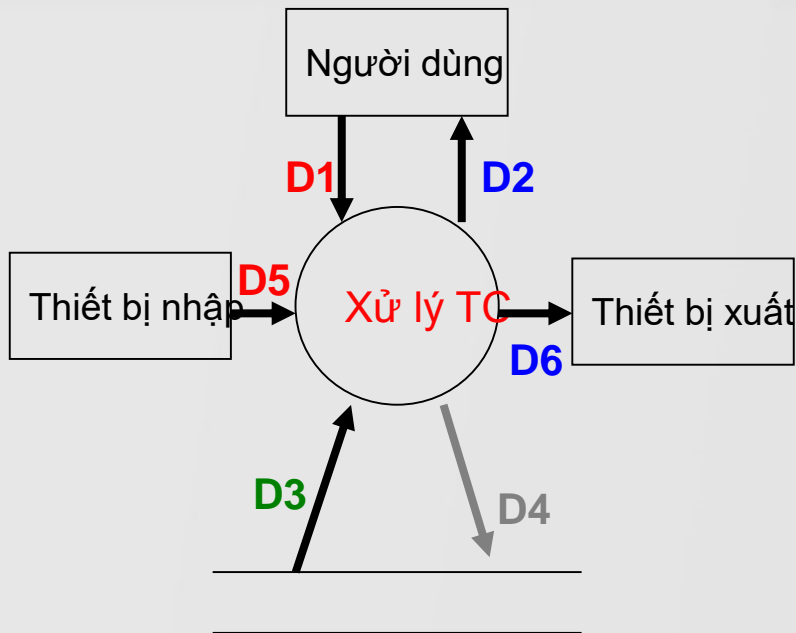 Người dùng
D1
D2
Thiết bị nhập
D5
Xử lý TC
D6
Thiết bị xuất
D3
D4